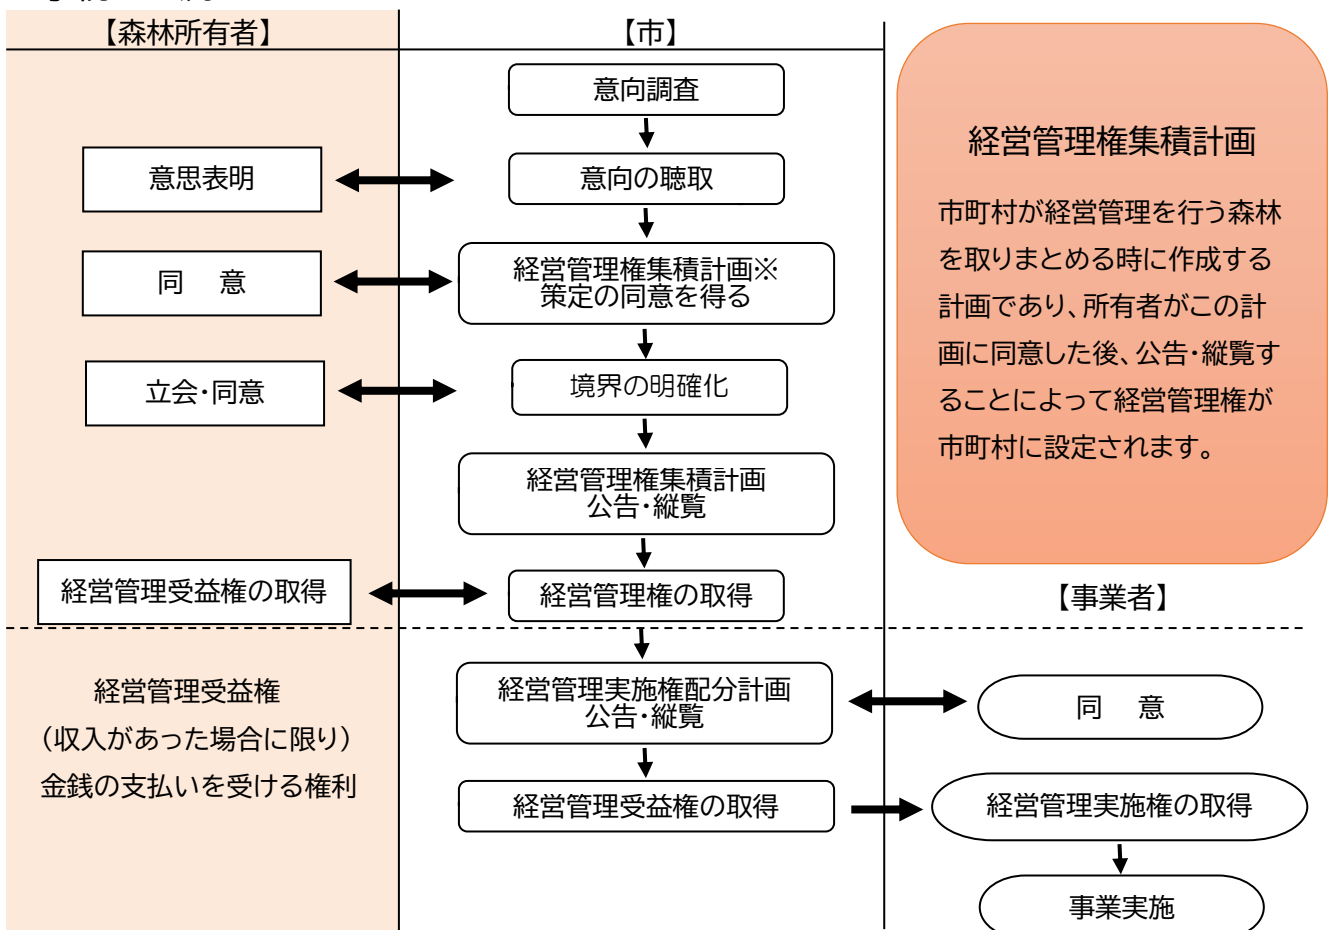 【森林所有者】
【市】
意向調査
意思表明
意向の聴取
同　意
経営管理権集積計画※
策定の同意を得る
立会・同意
境界の明確化
経営管理権集積計画
公告・縦覧
経営管理受益権の取得
経営管理権の取得
経営管理権集積計画
市町村が経営管理を行う森林
を取りまとめる時に作成する
計画であり、所有者がこの計
画に同意した後、公告・縦覧す
ることによって経営管理権が
市町村に設定されます。
【事業者】
経営管理受益権
（収入があった場合に限り）
金銭の支払いを受ける権利
経営管理実施権配分計画
公告・縦覧
同　意
経営管理受益権の取得
経営管理実施権の取得
事業実施